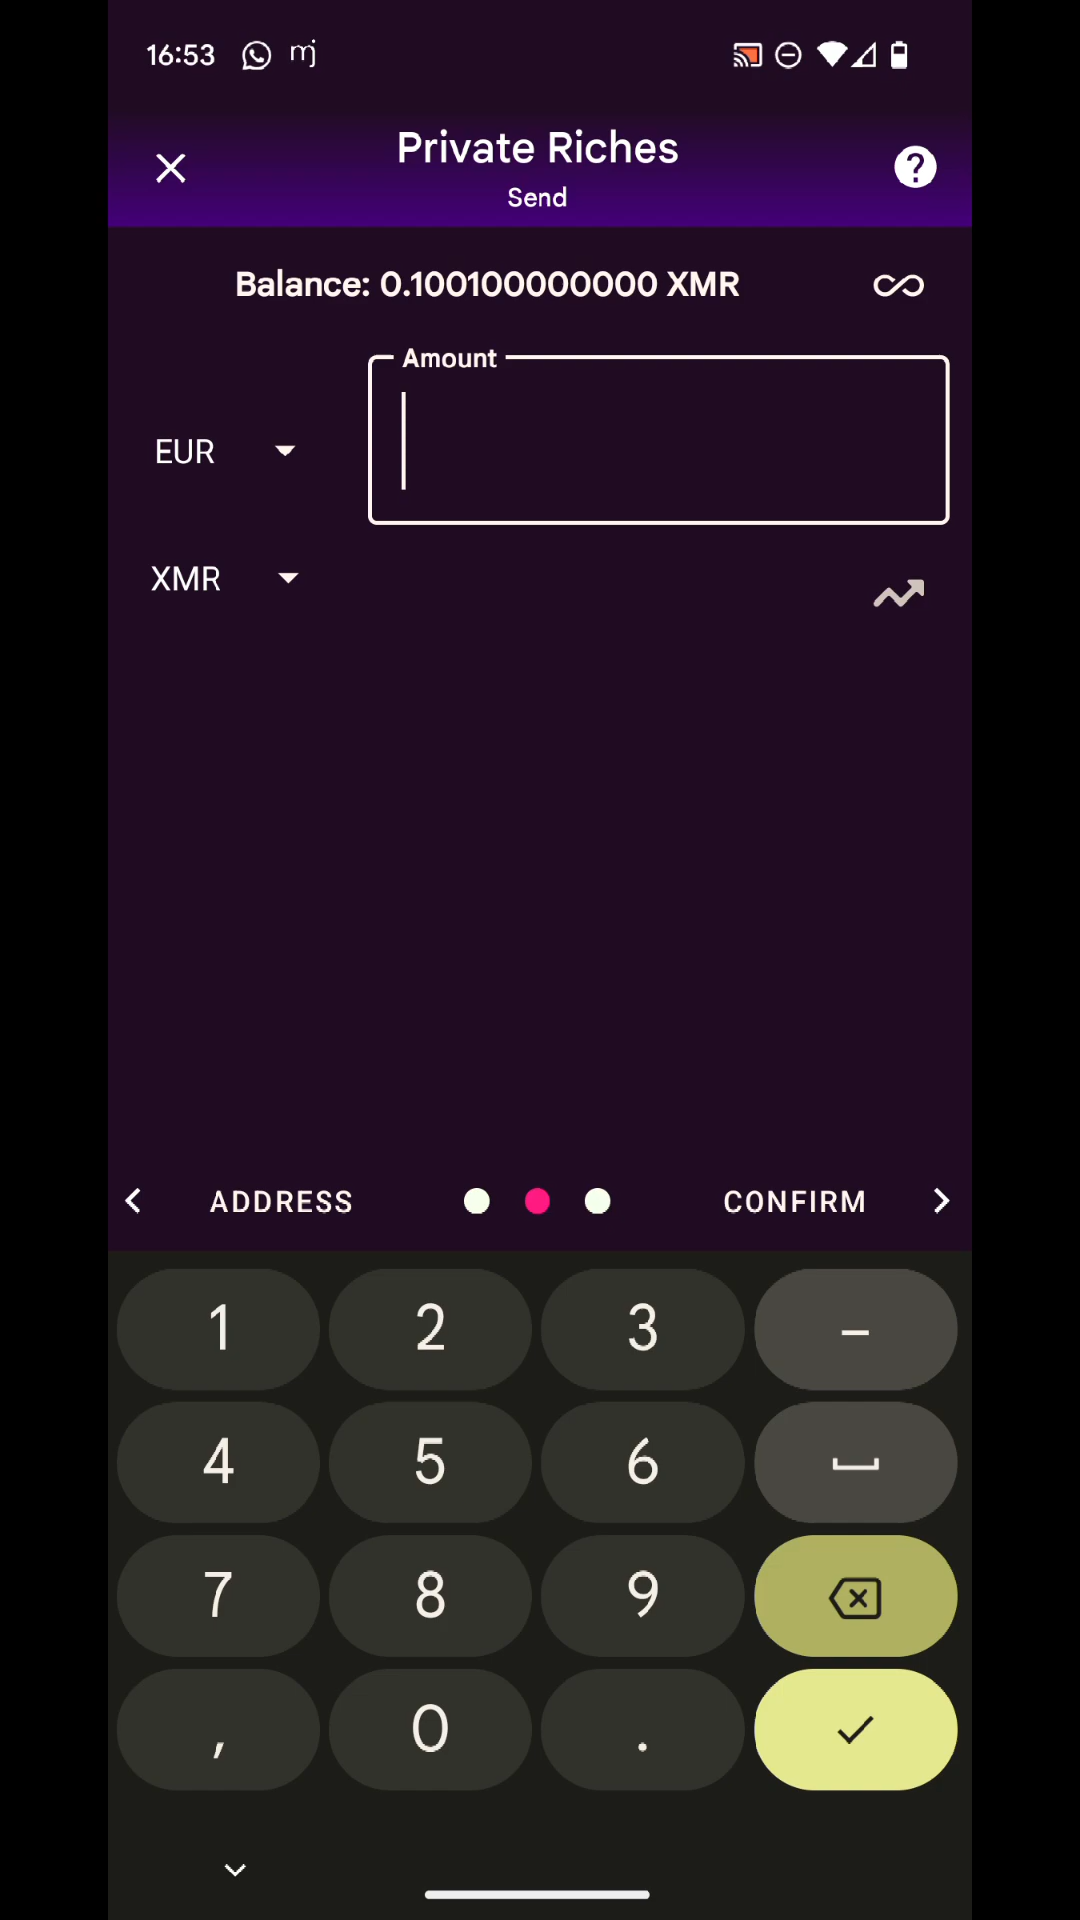 16:53 mj
Private Riches
Send
Balance: 0.100100000000 XMR
Amount
EUR
XMR
ADDRESS
CONFIRM
1 2 3 –
4 5 6
7 8 9
, 0 .